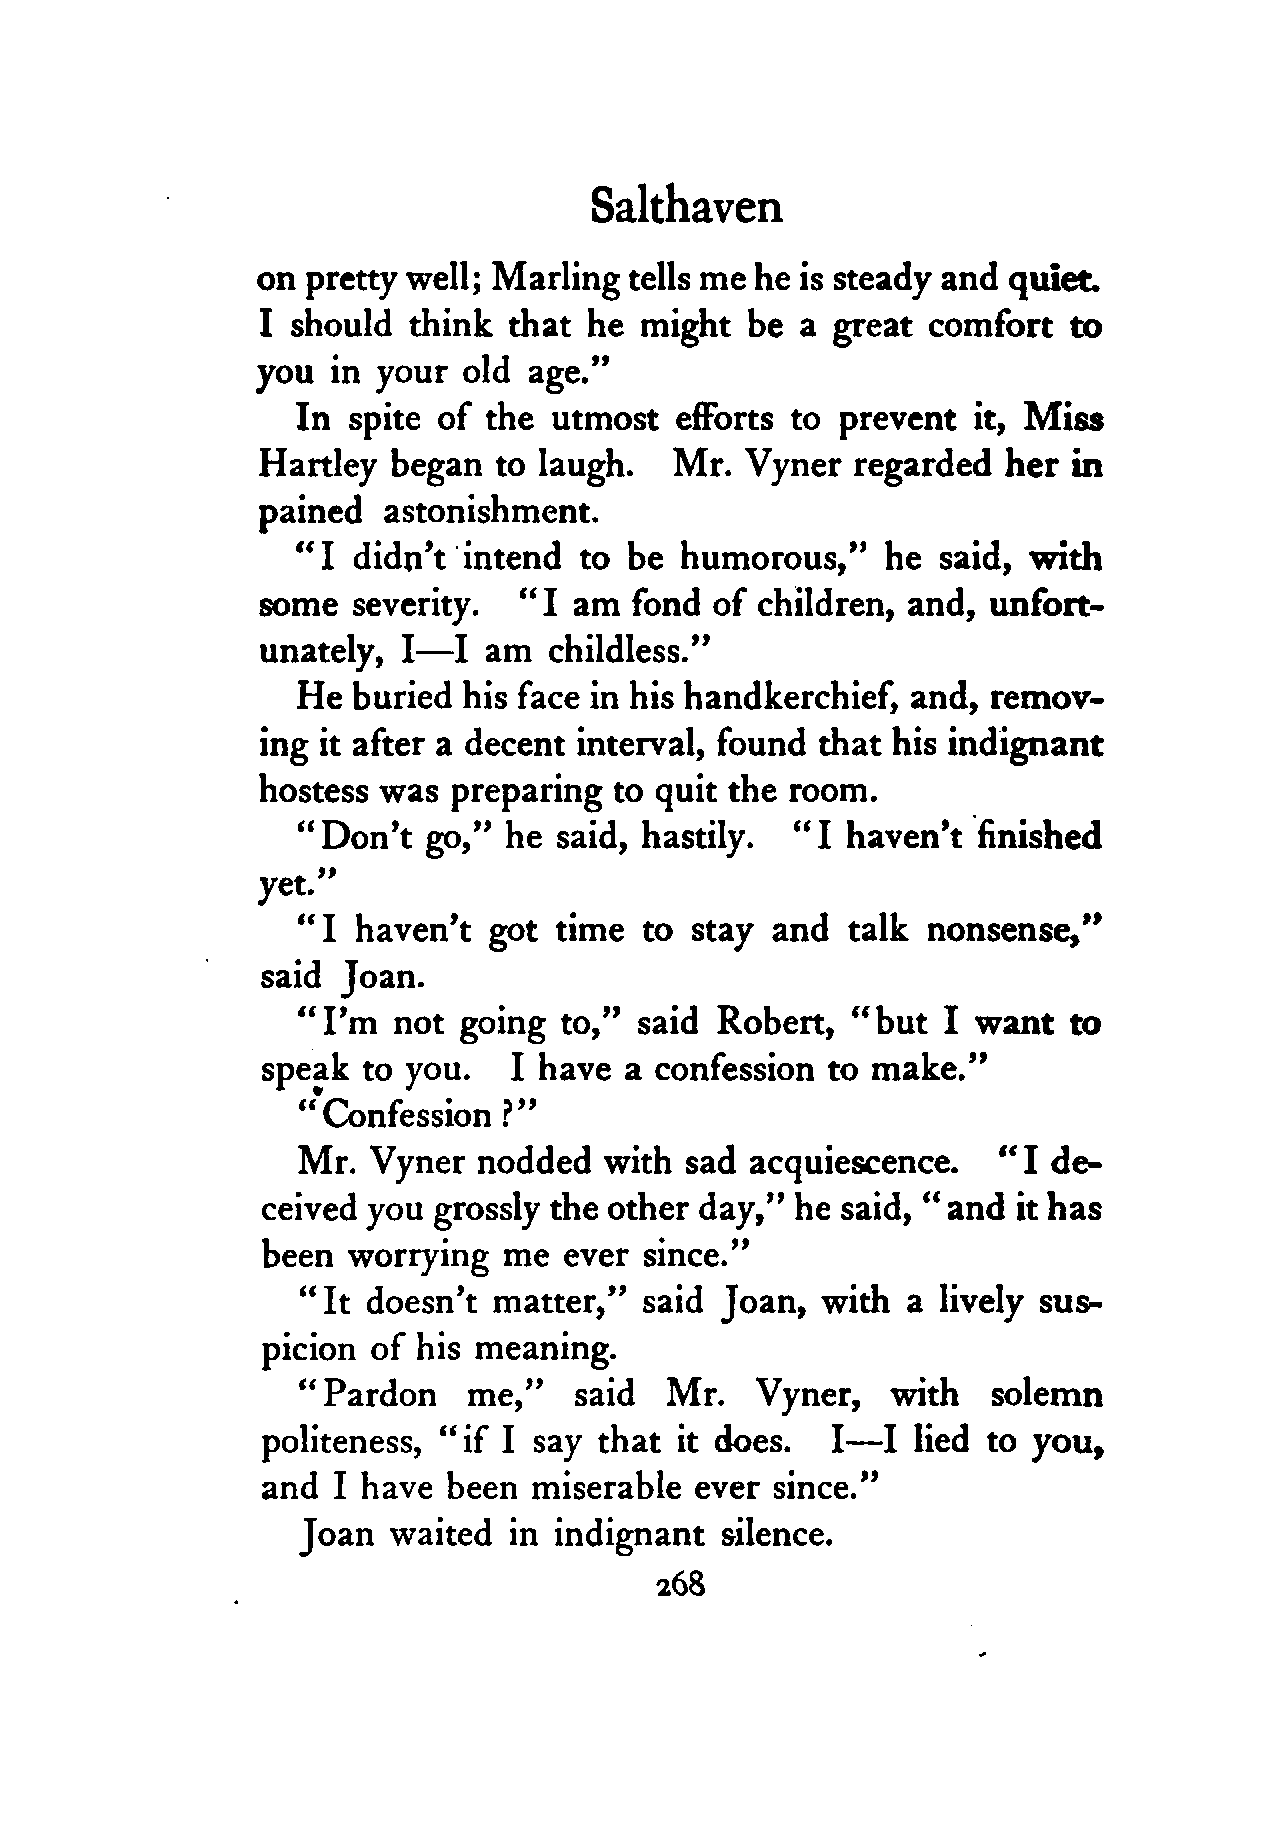 Salthaven
on pretty well; Marling tells me he is steady and quiet.
I should think that he might be a great comfort to
you in your old age."
In spite of the utmost efforts to prevent it, Miss
Hartley began to laugh. Mr. Vyner regarded her in
pained astonishment.
"I didn't intend to be humorous," he said, with
some severity. "I am fond of children, and, unfort-
unately, I—I am childless."
He buried his face in his handkerchief, and, remov-
ing it after a decent interval, found that his indignant
hostess was preparing to quit the room.
"Don't go," he said, hastily. "I haven't finished
yet."
"I haven't got time to stay and talk nonsense,"
said Joan.
"I'm not going to," said Robert, "but I want to
speak to you. I have a confession to make."
"Confession?"
Mr. Vyner nodded with sad acquiescence. "I de-
ceived you grossly the other day," he said, "and it has
been worrying me ever since."
"It doesn't matter," said Joan, with a lively sus-
picion of his meaning.
"Pardon me," said Mr. Vyner, with solemn
politeness, "if I say that it does. I—I lied to you,
and I have been miserable ever since."
Joan waited in indignant silence.
268